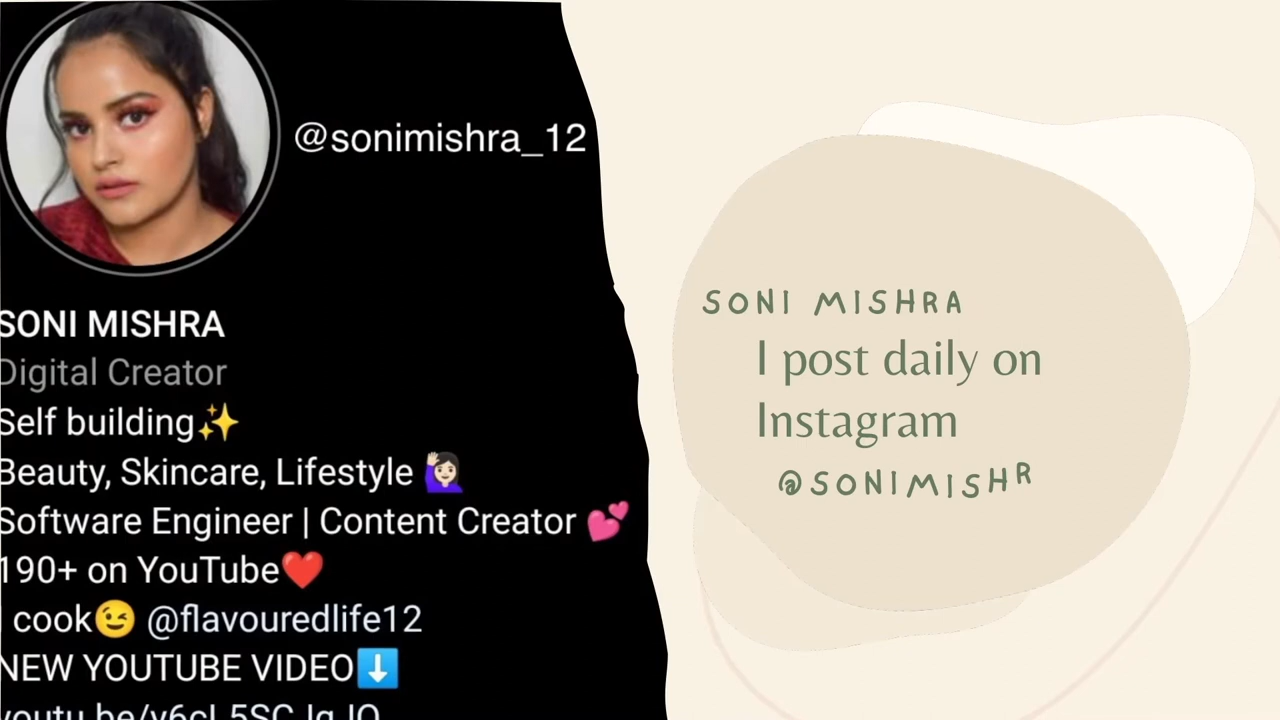 @sonimishra_12
SONI MISHRA
Digital Creator
Self building✨
Beauty, Skincare, Lifestyle 🙋🏻‍♀️
Software Engineer | Content Creator 💕
190+ on YouTube❤️
I cook😉 @flavouredlife12
NEW YOUTUBE VIDEO⬇️
SONI MISHRA
I post daily on
Instagram
@SONIMISHR